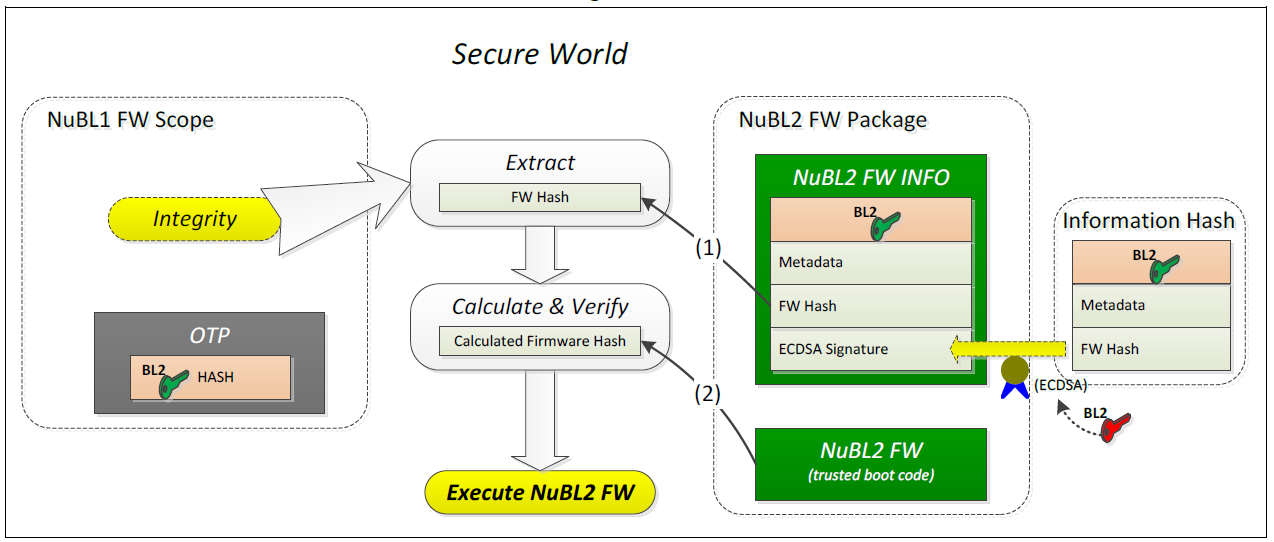 Secure World
NuBL1 FW Scope
Integrity
OTP
BL2
HASH
Extract
FW Hash
Calculate & Verify
Calculated Firmware Hash
Execute NuBL2 FW
(1)
(2)
NuBL2 FW Package
NuBL2 FW INFO
BL2
Metadata
FW Hash
ECDSA Signature
NuBL2 FW
(trusted boot code)
Information Hash
BL2
Metadata
FW Hash
(ECDSA)
BL2